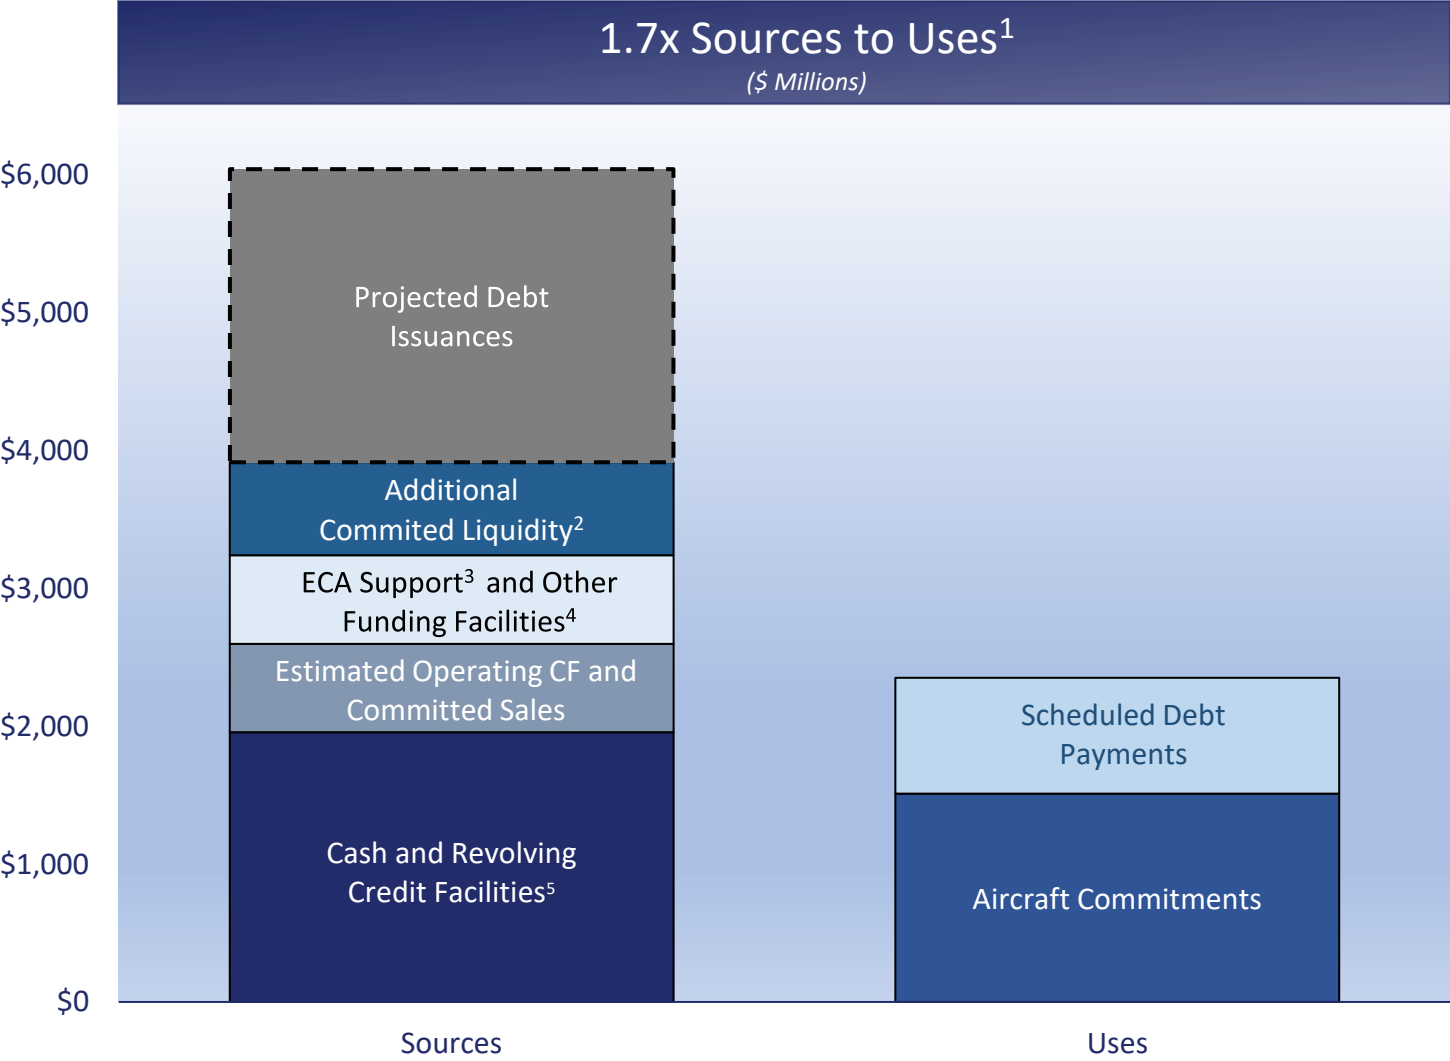 1.7x Sources to Uses¹
($ Millions)
$6,000
$5,000
$4,000
$3,000
$2,000
$1,000
$0
Projected Debt
Issuances
Additional
Commited Liquidity²
ECA Support³ and Other
Funding Facilities⁴
Estimated Operating CF and
Committed Sales
Cash and Revolving
Credit Facilities⁵
Scheduled Debt
Payments
Aircraft Commitments
Sources
Uses